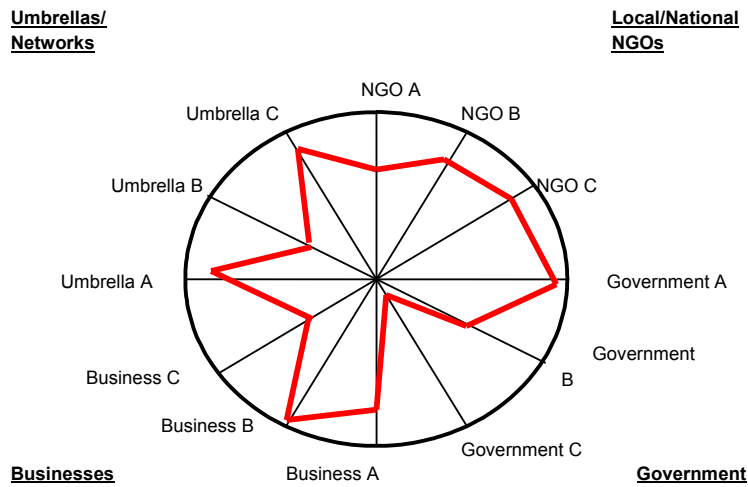 Umbrellas/
Networks
Local/National
NGOs
NGO A
Umbrella C
NGO B
Umbrella B
NGO C
Umbrella A
Government A
Government
B
Business C
Business B
Government C
Businesses
Business A
Government